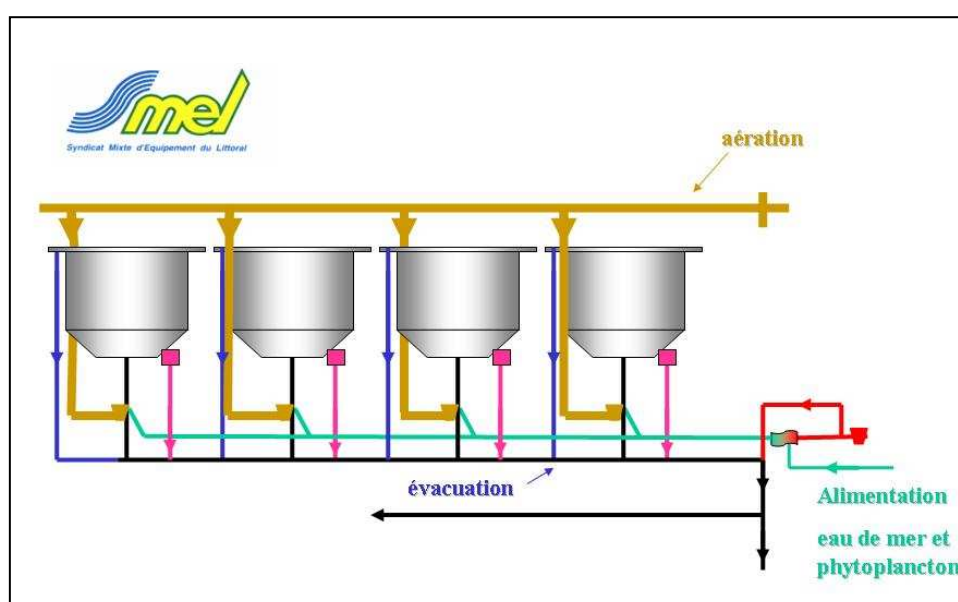 Smel
Syndicat Mixte d'Equipement du Littoral
aération
évacuation
Alimentation
eau de mer et
phytoplancton